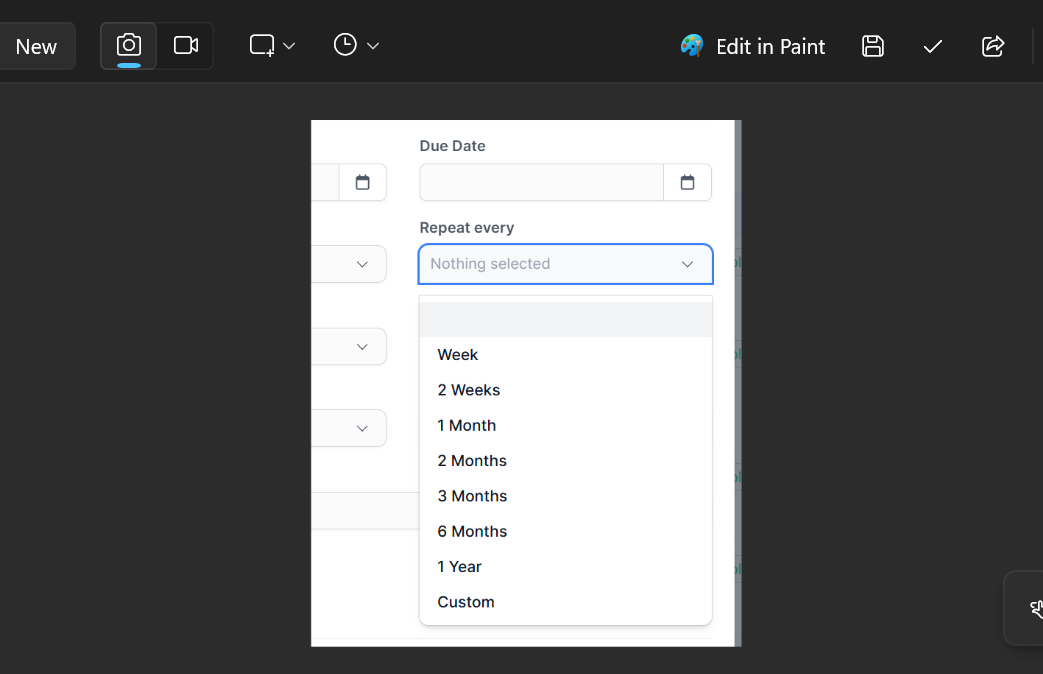 New
Edit in Paint
Due Date
Repeat every
Nothing selected
Week
2 Weeks
1 Month
2 Months
3 Months
6 Months
1 Year
Custom